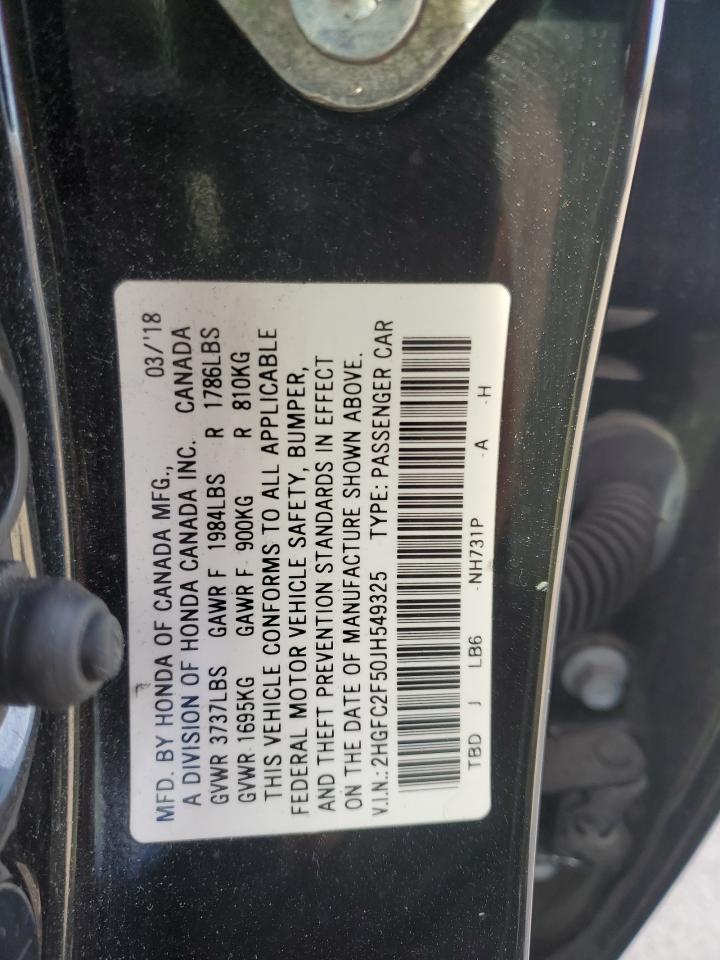 MFD. BY HONDA OF CANADA MFG., 03/'18
A DIVISION OF HONDA CANADA INC. CANADA
GVWR 3737LBS GAWR F 1984LBS R 1786LBS
GVWR 1695KG GAWR F 900KG R 810KG
THIS VEHICLE CONFORMS TO ALL APPLICABLE
FEDERAL MOTOR VEHICLE SAFETY, BUMPER,
AND THEFT PREVENTION STANDARDS IN EFFECT
ON THE DATE OF MANUFACTURE SHOWN ABOVE.
V.I.N.: 2HGFC2F50JH549325 TYPE: PASSENGER CAR
TBD J LB6 -NH731P -A -H